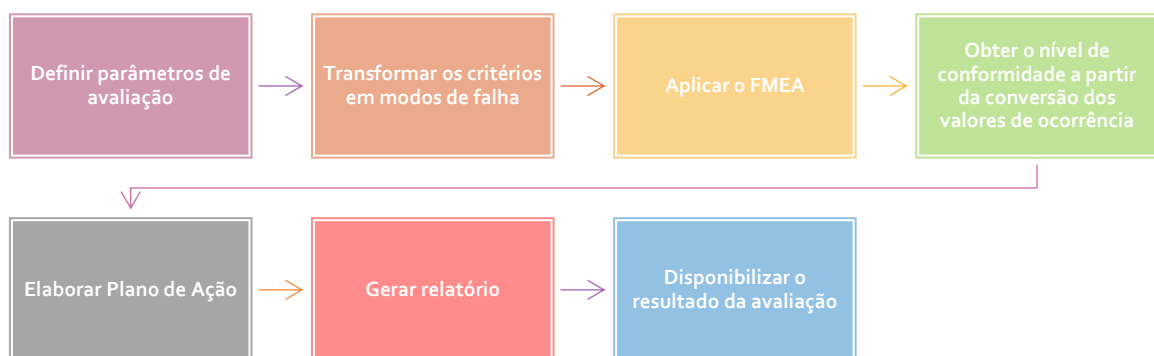 Definir parâmetros de
avaliação
Transformar os critérios
em modos de falha
Aplicar o FMEA
Obter o nível de
conformidade a partir
da conversão dos
valores de ocorrência
Elaborar Plano de Ação
Gerar relatório
Disponibilizar o
resultado da avaliação